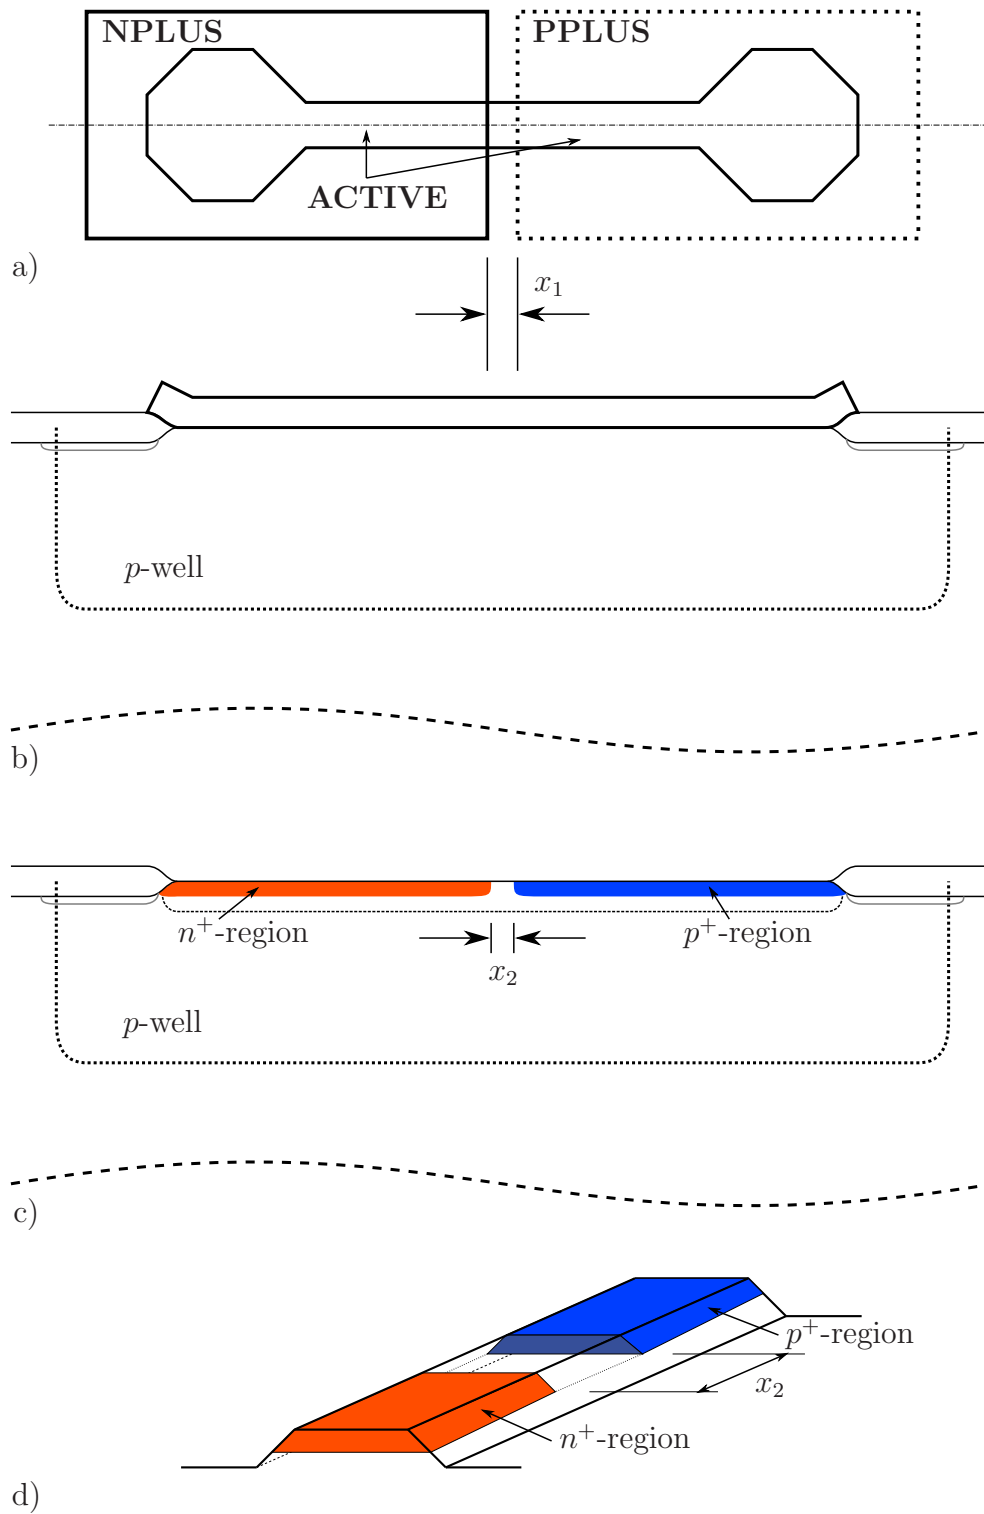 NPLUS
PPLUS
ACTIVE
a)
x₁
p-well
b)
n⁺-region
p⁺-region
x₂
p-well
c)
p⁺-region
x₂
n⁺-region
d)